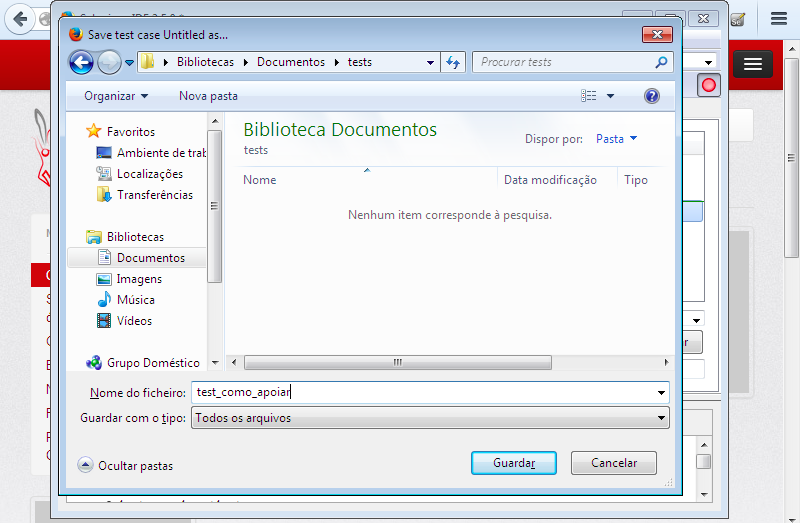 Save test case Untitled as...
Bibliotecas Documentos tests
Procurar tests
Organizar Nova pasta
Favoritos
Ambiente de trab
Localizações
Transferências
Bibliotecas
Documentos
Imagens
Música
Vídeos
Grupo Doméstico
Biblioteca Documentos
tests
Dispor por: Pasta
Nome Data modificação Tipo
Nenhum item corresponde à pesquisa.
Nome do ficheiro: test_como_apoiar
Guardar com o tipo: Todos os arquivos
Ocultar pastas
Guardar Cancelar
Se